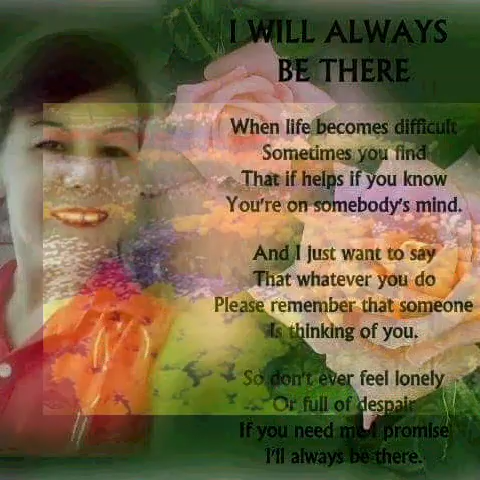 I WILL ALWAYS
BE THERE
When life becomes difficult
Sometimes you find
That if helps if you know
You're on somebody's mind.
And I just want to say
That whatever you do
Please remember that someone
Is thinking of you.
So don't ever feel lonely
Or full of despair
If you need me I promise
I'll always be there.